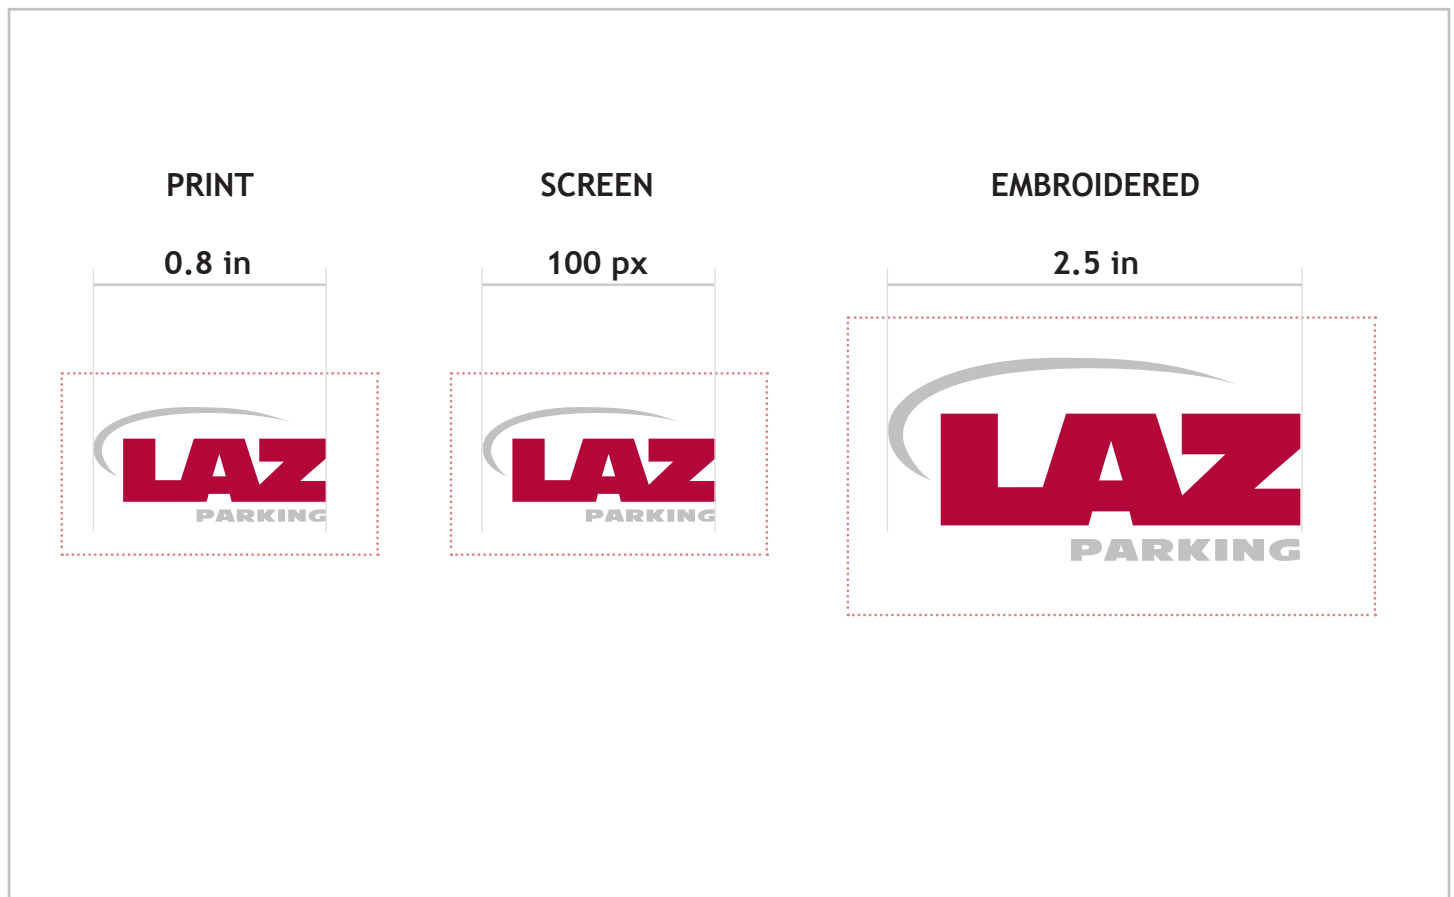 PRINT
SCREEN
EMBROIDERED
0.8 in
100 px
2.5 in
LAZ
PARKING
LAZ
PARKING
LAZ
PARKING